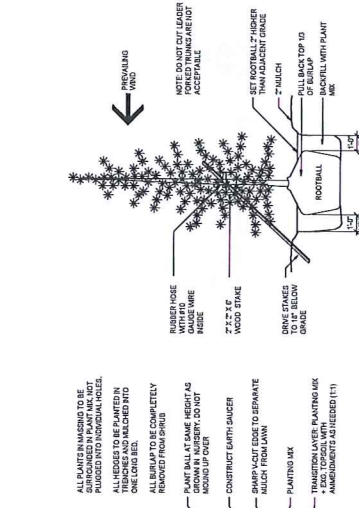 ALL PLANTS IN MASSING TO BE
SURROUNDED IN PLANT MIX, NOT
PLUGGED INTO INDIVIDUAL HOLES.
ALL HEDGES TO BE PLANTED IN
TRENCHES AND MULCHED INTO
ONE LONG BED.
ALL BURLAP TO BE COMPLETELY
REMOVED FROM SHRUB
PLANT BALL AT SAME HEIGHT AS
GROWN IN NURSERY, DO NOT
MOUND UP OVER
CONSTRUCT EARTH SAUCER
SHARP V-CUT EDGE TO SEPARATE
MULCH FROM LAWN
PLANTING MIX
TRANSITION LAYER: PLANTING MIX
+ EXG. TOPSOIL WITH
AMMENDMENTS AS NEEDED (1:1)
RUBBER HOSE
WITH #10
GAUGE WIRE
INSIDE
2" X 2" X 6'
WOOD STAKE
DRIVE STAKES
TO 18" BELOW
GRADE
PREVAILING
WIND
NOTE: DO NOT CUT LEADER
FORKED TRUNKS ARE NOT
ACCEPTABLE
SET ROOTBALL 2" HIGHER
THAN ADJACENT GRADE
2" MULCH
PULL BACK TOP 1/3
OF BURLAP
BACKFILL WITH PLANT
MIX
ROOTBALL
1'-0"
1'-0"